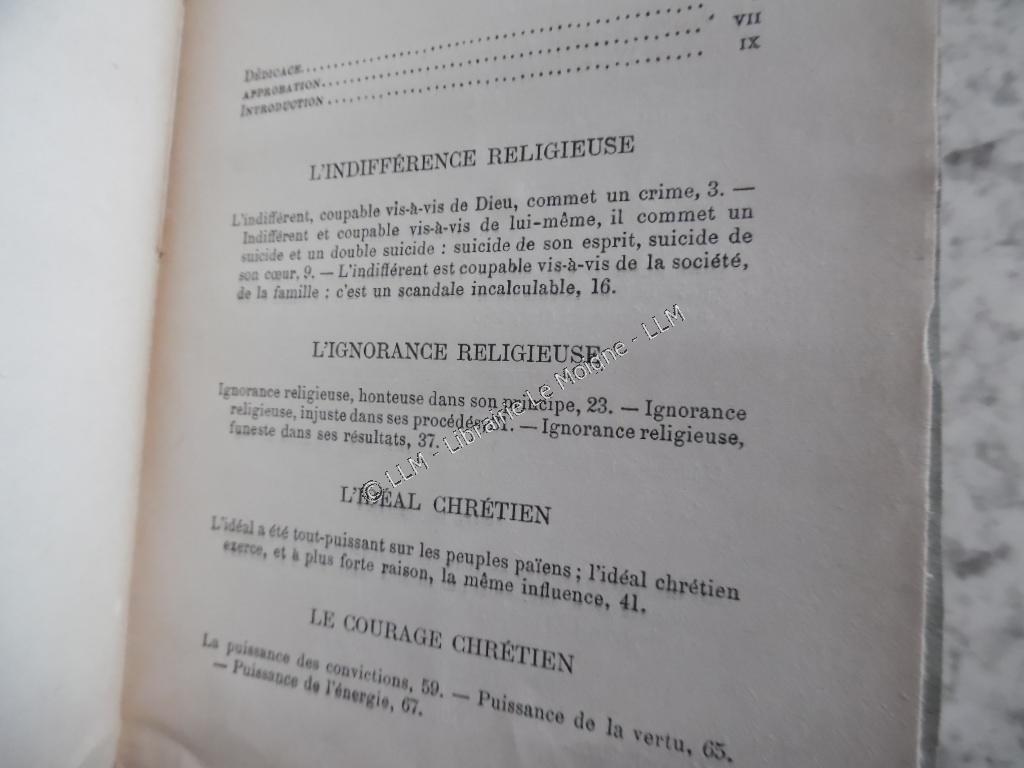 DÉDICACE........................................
APPROBATION........................................ VII
INTRODUCTION........................................ IX
L'INDIFFÉRENCE RELIGIEUSE
L'indifférent, coupable vis-à-vis de Dieu, commet un crime, 3. —
Indifférent et coupable vis-à-vis de lui-même, il commet un
suicide et un double suicide : suicide de son esprit, suicide de
son cœur, 9. — L'indifférent est coupable vis-à-vis de la société,
de la famille : c'est un scandale incalculable, 16.
L'IGNORANCE RELIGIEUSE
Ignorance religieuse, honteuse dans son principe, 23. — Ignorance
religieuse, injuste dans ses procédés, 1. — Ignorance religieuse,
funeste dans ses résultats, 37.
L'IDÉAL CHRÉTIEN
L'idéal a été tout-puissant sur les peuples païens ; l'idéal chrétien
exerce, et à plus forte raison, la même influence, 41.
LE COURAGE CHRÉTIEN
La puissance des convictions, 59. — Puissance de la vertu, 65.
— Puissance de l'énergie, 67.
© LLM - Librairie Le Moigne - LLM